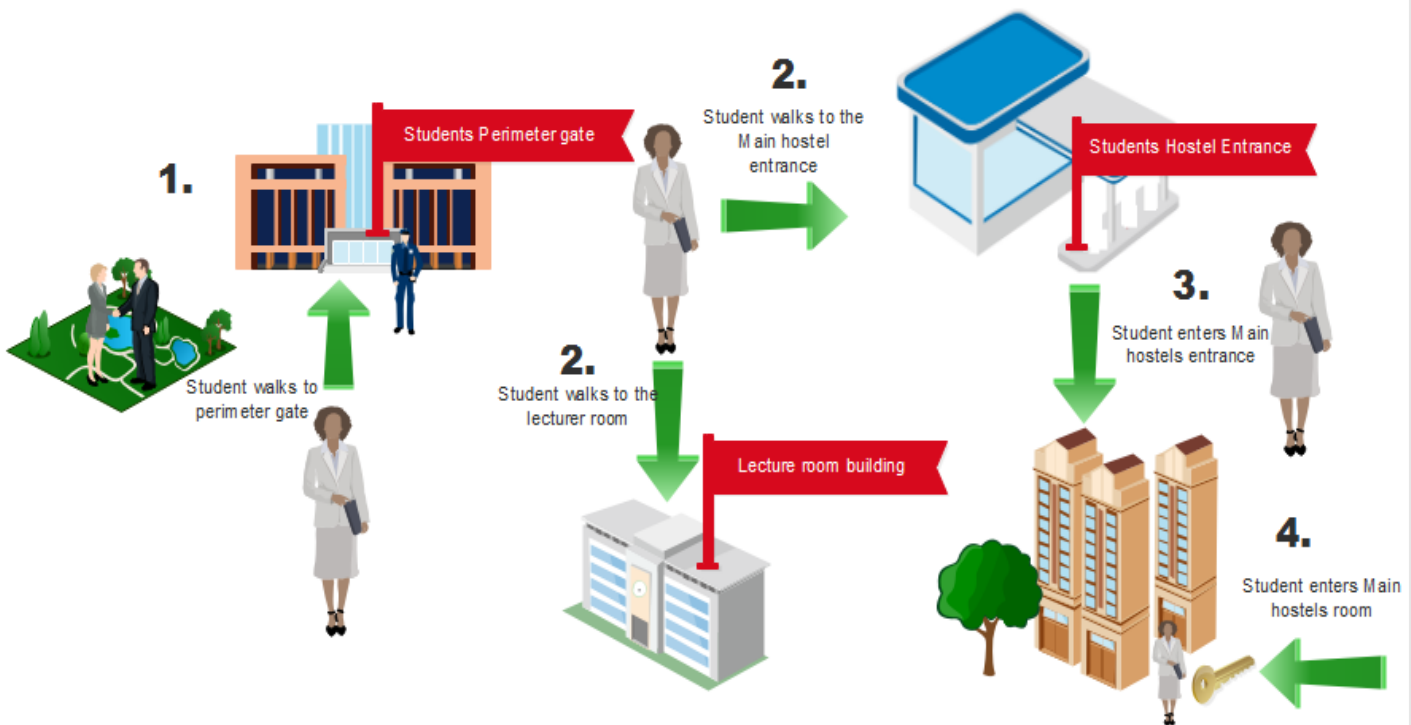 1.
Students Perimeter gate
Student walks to
perimeter gate
2.
Student walks to the
Main hostel
entrance
Students Hostel Entrance
2.
Student walks to the
lecturer room
Lecture room building
3.
Student enters Main
hostels entrance
4.
Student enters Main
hostels room